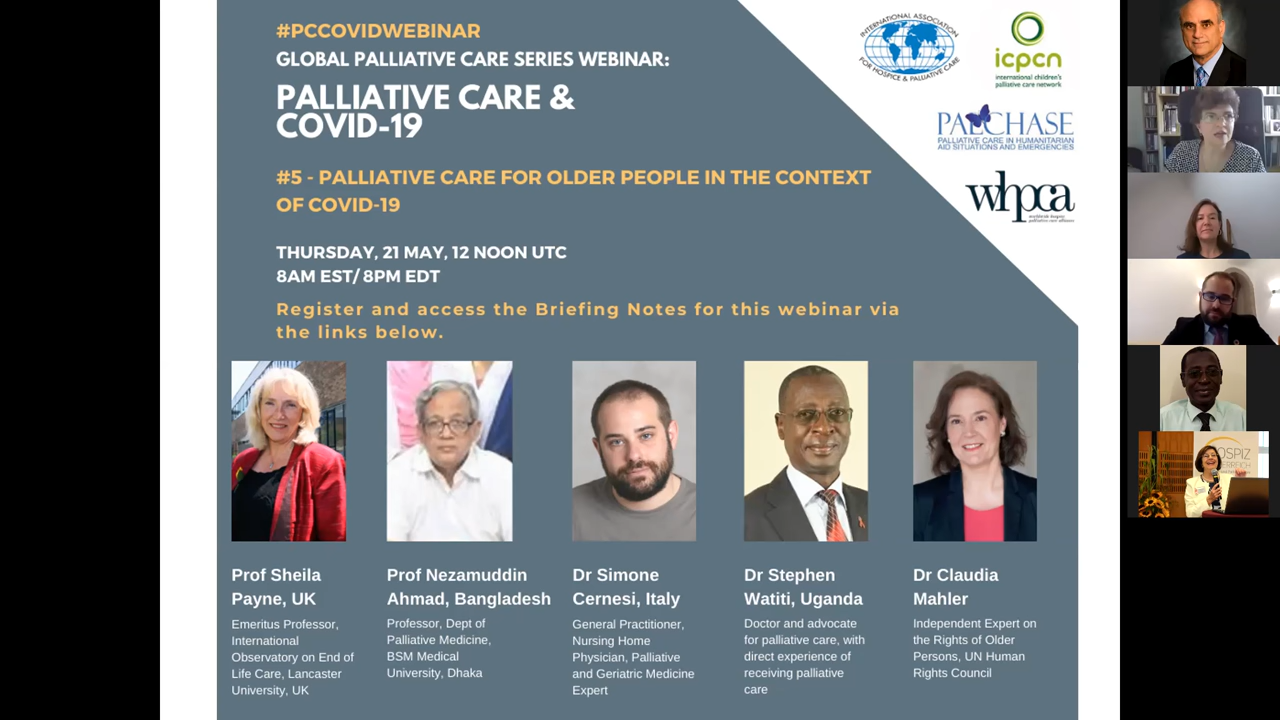 #PCCOVIDWEBINAR
GLOBAL PALLIATIVE CARE SERIES WEBINAR:
PALLIATIVE CARE &
COVID-19
#5 - PALLIATIVE CARE FOR OLDER PEOPLE IN THE CONTEXT
OF COVID-19
THURSDAY, 21 MAY, 12 NOON UTC
8AM EST/ 8PM EDT
Register and access the Briefing Notes for this webinar via
the links below.
INTERNATIONAL ASSOCIATION
FOR HOSPICE & PALLIATIVE CARE
icpcn
international children's
palliative care network
PALCHASE
PALLIATIVE CARE IN HUMANITARIAN
AID SITUATIONS AND EMERGENCIES
whpca
worldwide hospice
palliative care alliance
Prof Sheila
Payne, UK
Emeritus Professor,
International
Observatory on End of
Life Care, Lancaster
University, UK
Prof Nezamuddin
Ahmad, Bangladesh
Professor, Dept of
Palliative Medicine,
BSM Medical
University, Dhaka
Dr Simone
Cernesi, Italy
General Practitioner,
Nursing Home
Physician, Palliative
and Geriatric Medicine
Expert
Dr Stephen
Watiti, Uganda
Doctor and advocate
for palliative care, with
direct experience of
receiving palliative
care
Dr Claudia
Mahler
Independent Expert on
the Rights of Older
Persons, UN Human
Rights Council